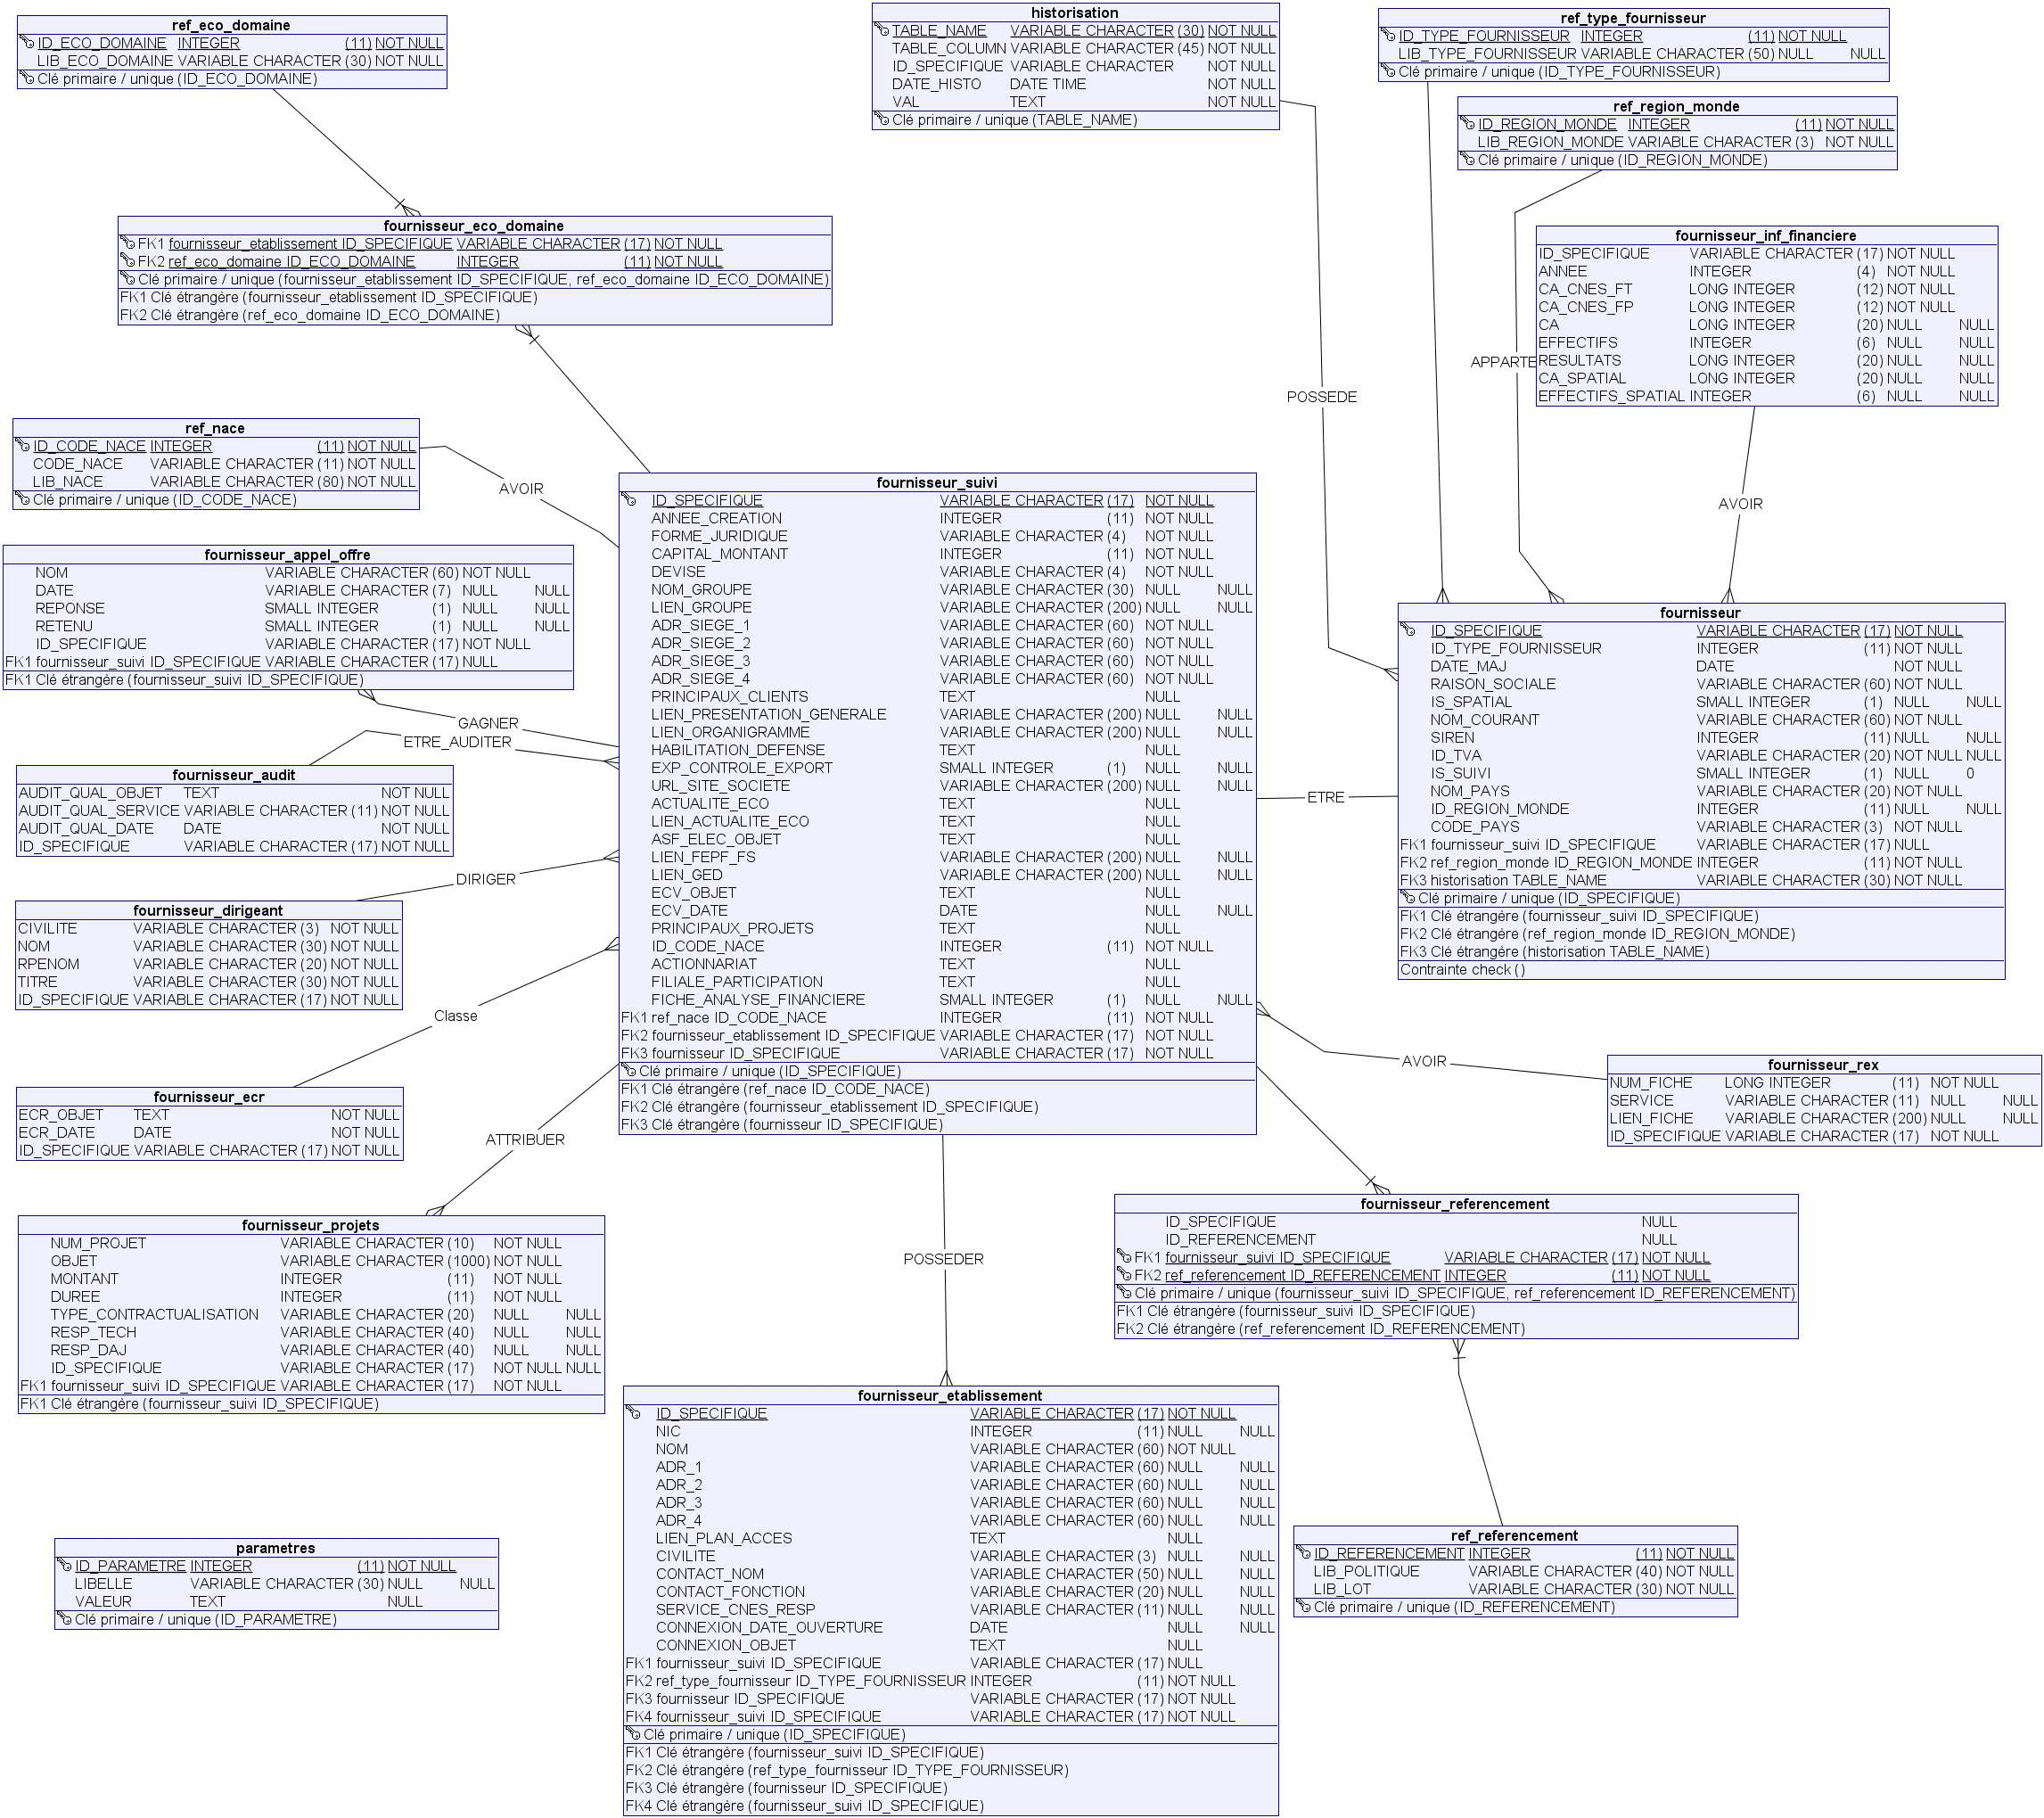 ref_eco_domaine
ID_ECO_DOMAINE INTEGER (11) NOT NULL
LIB_ECO_DOMAINE VARIABLE CHARACTER (30) NOT NULL
Clé primaire / unique (ID_ECO_DOMAINE)
historisation
TABLE_NAME VARIABLE CHARACTER (30) NOT NULL
TABLE_COLUMN VARIABLE CHARACTER (45) NOT NULL
ID_SPECIFIQUE VARIABLE CHARACTER NOT NULL
DATE_HISTO DATE TIME NOT NULL
VAL TEXT NOT NULL
Clé primaire / unique (TABLE_NAME)
ref_type_fournisseur
ID_TYPE_FOURNISSEUR INTEGER (11) NOT NULL
LIB_TYPE_FOURNISSEUR VARIABLE CHARACTER (50) NULL NULL
Clé primaire / unique (ID_TYPE_FOURNISSEUR)
ref_region_monde
ID_REGION_MONDE INTEGER (11) NOT NULL
LIB_REGION_MONDE VARIABLE CHARACTER (3) NOT NULL
Clé primaire / unique (ID_REGION_MONDE)
fournisseur_eco_domaine
FK1 fournisseur_etablissement ID_SPECIFIQUE VARIABLE CHARACTER (17) NOT NULL
FK2 ref_eco_domaine ID_ECO_DOMAINE INTEGER (11) NOT NULL
Clé primaire / unique (fournisseur_etablissement ID_SPECIFIQUE, ref_eco_domaine ID_ECO_DOMAINE)
FK1 Clé étrangère (fournisseur_etablissement ID_SPECIFIQUE)
FK2 Clé étrangère (ref_eco_domaine ID_ECO_DOMAINE)
fournisseur_inf_financiere
ID_SPECIFIQUE VARIABLE CHARACTER (17) NOT NULL
ANNEE INTEGER (4) NOT NULL
CA_CNES_FT LONG INTEGER (12) NOT NULL
CA_CNES_FP LONG INTEGER (12) NOT NULL
CA LONG INTEGER (20) NULL NULL
EFFECTIFS INTEGER (6) NULL NULL
RESULTATS LONG INTEGER (20) NULL NULL
CA_SPATIAL LONG INTEGER (20) NULL NULL
EFFECTIFS_SPATIAL INTEGER (6) NULL NULL
APPARTE
POSSEDE
AVOIR
ref_nace
ID_CODE_NACE INTEGER (11) NOT NULL
CODE_NACE VARIABLE CHARACTER (11) NOT NULL
LIB_NACE VARIABLE CHARACTER (80) NOT NULL
Clé primaire / unique (ID_CODE_NACE)
AVOIR
fournisseur_appel_offre
NOM VARIABLE CHARACTER (60) NOT NULL
DATE VARIABLE CHARACTER (7) NULL NULL
REPONSE SMALL INTEGER (1) NULL NULL
RETENU SMALL INTEGER (1) NULL NULL
ID_SPECIFIQUE VARIABLE CHARACTER (17) NOT NULL
FK1 fournisseur_suivi ID_SPECIFIQUE VARIABLE CHARACTER (17) NULL
FK1 Clé étrangère (fournisseur_suivi ID_SPECIFIQUE)
GAGNER
ETRE_AUDITER
fournisseur_audit
AUDIT_QUAL_OBJET TEXT NOT NULL
AUDIT_QUAL_SERVICE VARIABLE CHARACTER (11) NOT NULL
AUDIT_QUAL_DATE DATE NOT NULL
ID_SPECIFIQUE VARIABLE CHARACTER (17) NOT NULL
DIRIGER
fournisseur_dirigeant
CIVILITE VARIABLE CHARACTER (3) NOT NULL
NOM VARIABLE CHARACTER (30) NOT NULL
RPENOM VARIABLE CHARACTER (20) NOT NULL
TITRE VARIABLE CHARACTER (30) NOT NULL
ID_SPECIFIQUE VARIABLE CHARACTER (17) NOT NULL
Classe
fournisseur_ecr
ECR_OBJET TEXT NOT NULL
ECR_DATE DATE NOT NULL
ID_SPECIFIQUE VARIABLE CHARACTER (17) NOT NULL
ATTRIBUER
fournisseur_suivi
ID_SPECIFIQUE VARIABLE CHARACTER (17) NOT NULL
ANNEE_CREATION INTEGER (11) NOT NULL
FORME_JURIDIQUE VARIABLE CHARACTER (4) NOT NULL
CAPITAL_MONTANT INTEGER (11) NOT NULL
DEVISE VARIABLE CHARACTER (4) NOT NULL
NOM_GROUPE VARIABLE CHARACTER (30) NULL NULL
LIEN_GROUPE VARIABLE CHARACTER (200) NULL NULL
ADR_SIEGE_1 VARIABLE CHARACTER (60) NOT NULL
ADR_SIEGE_2 VARIABLE CHARACTER (60) NOT NULL
ADR_SIEGE_3 VARIABLE CHARACTER (60) NOT NULL
ADR_SIEGE_4 VARIABLE CHARACTER (60) NOT NULL
PRINCIPAUX_CLIENTS TEXT NULL
LIEN_PRESENTATION_GENERALE VARIABLE CHARACTER (200) NULL NULL
LIEN_ORGANIGRAMME VARIABLE CHARACTER (200) NULL NULL
HABILITATION_DEFENSE TEXT NULL
EXP_CONTROLE_EXPORT SMALL INTEGER (1) NULL NULL
URL_SITE_SOCIETE VARIABLE CHARACTER (200) NULL NULL
ACTUALITE_ECO TEXT NULL
LIEN_ACTUALITE_ECO TEXT NULL
ASF_ELEC_OBJET TEXT NULL
LIEN_FEPF_FS VARIABLE CHARACTER (200) NULL NULL
LIEN_GED VARIABLE CHARACTER (200) NULL NULL
ECV_OBJET TEXT NULL
ECV_DATE DATE NULL NULL
PRINCIPAUX_PROJETS TEXT NULL
ID_CODE_NACE INTEGER (11) NOT NULL
ACTIONNARIAT TEXT NULL
FILIALE_PARTICIPATION TEXT NULL
FICHE_ANALYSE_FINANCIERE SMALL INTEGER (1) NULL NULL
FK1 ref_nace ID_CODE_NACE INTEGER (11) NOT NULL
FK2 fournisseur_etablissement ID_SPECIFIQUE VARIABLE CHARACTER (17) NOT NULL
FK3 fournisseur ID_SPECIFIQUE VARIABLE CHARACTER (17) NOT NULL
Clé primaire / unique (ID_SPECIFIQUE)
FK1 Clé étrangère (ref_nace ID_CODE_NACE)
FK2 Clé étrangère (fournisseur_etablissement ID_SPECIFIQUE)
FK3 Clé étrangère (fournisseur ID_SPECIFIQUE)
ETRE
fournisseur
ID_SPECIFIQUE VARIABLE CHARACTER (17) NOT NULL
ID_TYPE_FOURNISSEUR INTEGER (11) NOT NULL
DATE_MAJ DATE NOT NULL
RAISON_SOCIALE VARIABLE CHARACTER (60) NOT NULL
IS_SPATIAL SMALL INTEGER (1) NULL NULL
NOM_COURANT VARIABLE CHARACTER (60) NOT NULL
SIREN INTEGER (11) NULL NULL
ID_TVA VARIABLE CHARACTER (20) NOT NULL NULL
IS_SUIVI SMALL INTEGER (1) NULL 0
NOM_PAYS VARIABLE CHARACTER (20) NOT NULL
ID_REGION_MONDE INTEGER (11) NULL NULL
CODE_PAYS VARIABLE CHARACTER (3) NOT NULL
FK1 fournisseur_suivi ID_SPECIFIQUE VARIABLE CHARACTER (17) NULL
FK2 ref_region_monde ID_REGION_MONDE INTEGER (11) NOT NULL
FK3 historisation TABLE_NAME VARIABLE CHARACTER (30) NOT NULL
Clé primaire / unique (ID_SPECIFIQUE)
FK1 Clé étrangère (fournisseur_suivi ID_SPECIFIQUE)
FK2 Clé étrangère (ref_region_monde ID_REGION_MONDE)
FK3 Clé étrangère (historisation TABLE_NAME)
Contrainte check ()
AVOIR
fournisseur_rex
NUM_FICHE LONG INTEGER (11) NOT NULL
SERVICE VARIABLE CHARACTER (11) NULL NULL
LIEN_FICHE VARIABLE CHARACTER (200) NULL NULL
ID_SPECIFIQUE VARIABLE CHARACTER (17) NOT NULL
fournisseur_projets
NUM_PROJET VARIABLE CHARACTER (10) NOT NULL
OBJET VARIABLE CHARACTER (1000) NOT NULL
MONTANT INTEGER (11) NOT NULL
DUREE INTEGER (11) NOT NULL
TYPE_CONTRACTUALISATION VARIABLE CHARACTER (20) NULL NULL
RESP_TECH VARIABLE CHARACTER (40) NULL NULL
RESP_DAJ VARIABLE CHARACTER (40) NULL NULL
ID_SPECIFIQUE VARIABLE CHARACTER (17) NOT NULL NULL
FK1 fournisseur_suivi ID_SPECIFIQUE VARIABLE CHARACTER (17) NOT NULL
FK1 Clé étrangère (fournisseur_suivi ID_SPECIFIQUE)
POSSEDER
fournisseur_referencement
ID_SPECIFIQUE NULL
ID_REFERENCEMENT NULL
FK1 fournisseur_suivi ID_SPECIFIQUE VARIABLE CHARACTER (17) NOT NULL
FK2 ref_referencement ID_REFERENCEMENT INTEGER (11) NOT NULL
Clé primaire / unique (fournisseur_suivi ID_SPECIFIQUE, ref_referencement ID_REFERENCEMENT)
FK1 Clé étrangère (fournisseur_suivi ID_SPECIFIQUE)
FK2 Clé étrangère (ref_referencement ID_REFERENCEMENT)
fournisseur_etablissement
ID_SPECIFIQUE VARIABLE CHARACTER (17) NOT NULL
NIC INTEGER (11) NULL NULL
NOM VARIABLE CHARACTER (60) NOT NULL
ADR_1 VARIABLE CHARACTER (60) NULL NULL
ADR_2 VARIABLE CHARACTER (60) NULL NULL
ADR_3 VARIABLE CHARACTER (60) NULL NULL
ADR_4 VARIABLE CHARACTER (60) NULL NULL
LIEN_PLAN_ACCES TEXT NULL
CIVILITE VARIABLE CHARACTER (3) NULL NULL
CONTACT_NOM VARIABLE CHARACTER (50) NULL NULL
CONTACT_FONCTION VARIABLE CHARACTER (20) NULL NULL
SERVICE_CNES_RESP VARIABLE CHARACTER (11) NULL NULL
CONNEXION_DATE_OUVERTURE DATE NULL NULL
CONNEXION_OBJET TEXT NULL
FK1 fournisseur_suivi ID_SPECIFIQUE VARIABLE CHARACTER (17) NULL
FK2 ref_type_fournisseur ID_TYPE_FOURNISSEUR INTEGER (11) NOT NULL
FK3 fournisseur ID_SPECIFIQUE VARIABLE CHARACTER (17) NOT NULL
FK4 fournisseur_suivi ID_SPECIFIQUE VARIABLE CHARACTER (17) NOT NULL
Clé primaire / unique (ID_SPECIFIQUE)
FK1 Clé étrangère (fournisseur_suivi ID_SPECIFIQUE)
FK2 Clé étrangère (ref_type_fournisseur ID_TYPE_FOURNISSEUR)
FK3 Clé étrangère (fournisseur ID_SPECIFIQUE)
FK4 Clé étrangère (fournisseur_suivi ID_SPECIFIQUE)
parametres
ID_PARAMETRE INTEGER (11) NOT NULL
LIBELLE VARIABLE CHARACTER (30) NULL NULL
VALEUR TEXT NULL
Clé primaire / unique (ID_PARAMETRE)
ref_referencement
ID_REFERENCEMENT INTEGER (11) NOT NULL
LIB_POLITIQUE VARIABLE CHARACTER (40) NOT NULL
LIB_LOT VARIABLE CHARACTER (30) NOT NULL
Clé primaire / unique (ID_REFERENCEMENT)